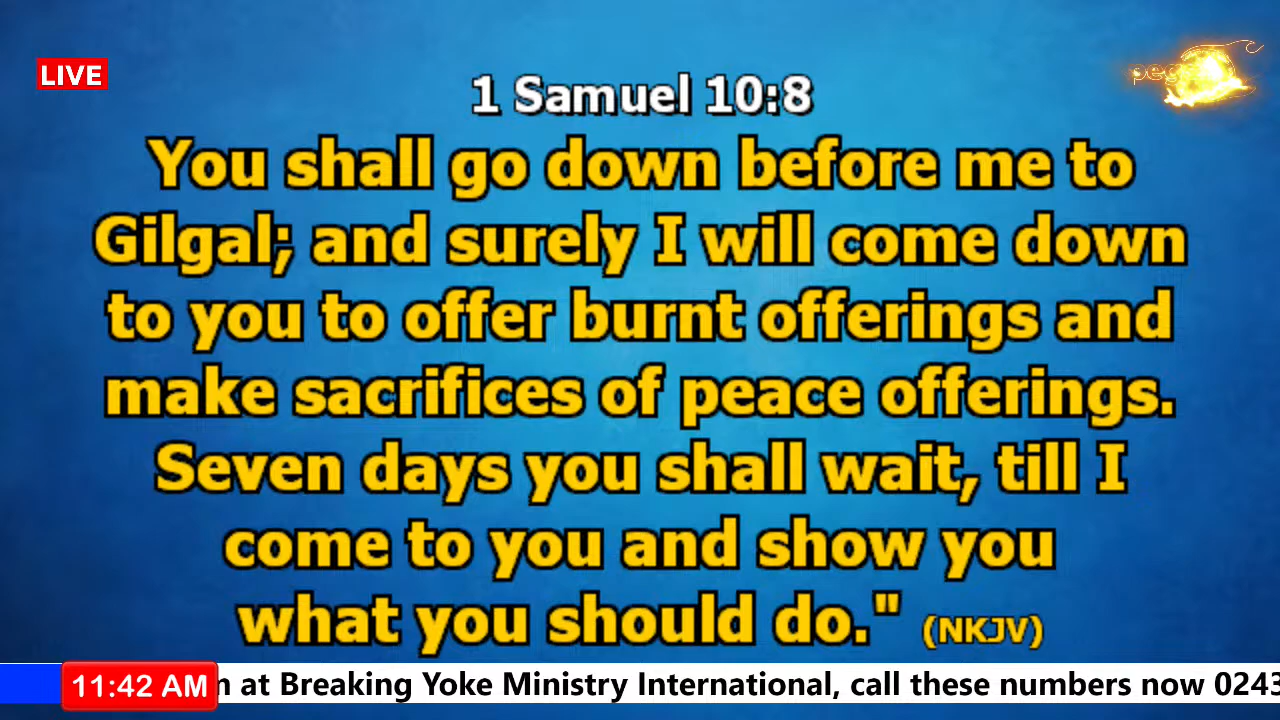 LIVE
1 Samuel 10:8
You shall go down before me to
Gilgal; and surely I will come down
to you to offer burnt offerings and
make sacrifices of peace offerings.
Seven days you shall wait, till I
come to you and show you
what you should do." (NKJV)
11:42 AM n at Breaking Yoke Ministry International, call these numbers now 0243